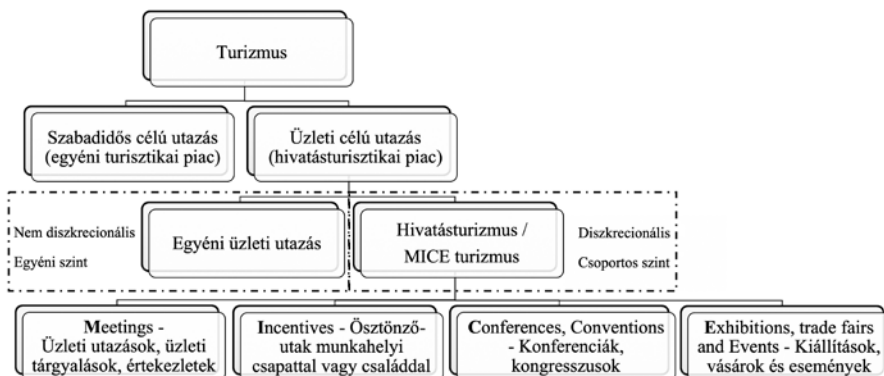 Turizmus
Szabadidős célú utazás
(egyéni turisztikai piac)
Üzleti célú utazás
(hivatásturisztikai piac)
Nem diszkrecionális
Egyéni szint
Egyéni üzleti utazás
Hivatásturizmus /
MICE turizmus
Diszkrecionális
Csoportos szint
Meetings -
Üzleti utazások, üzleti
tárgyalások, értekezletek
Incentives - Ösztönző-
utak munkahelyi
csapattal vagy családdal
Conferences, Conventions
- Konferenciák,
kongresszusok
Exhibitions, trade fairs
and Events - Kiállítások,
vásárok és események